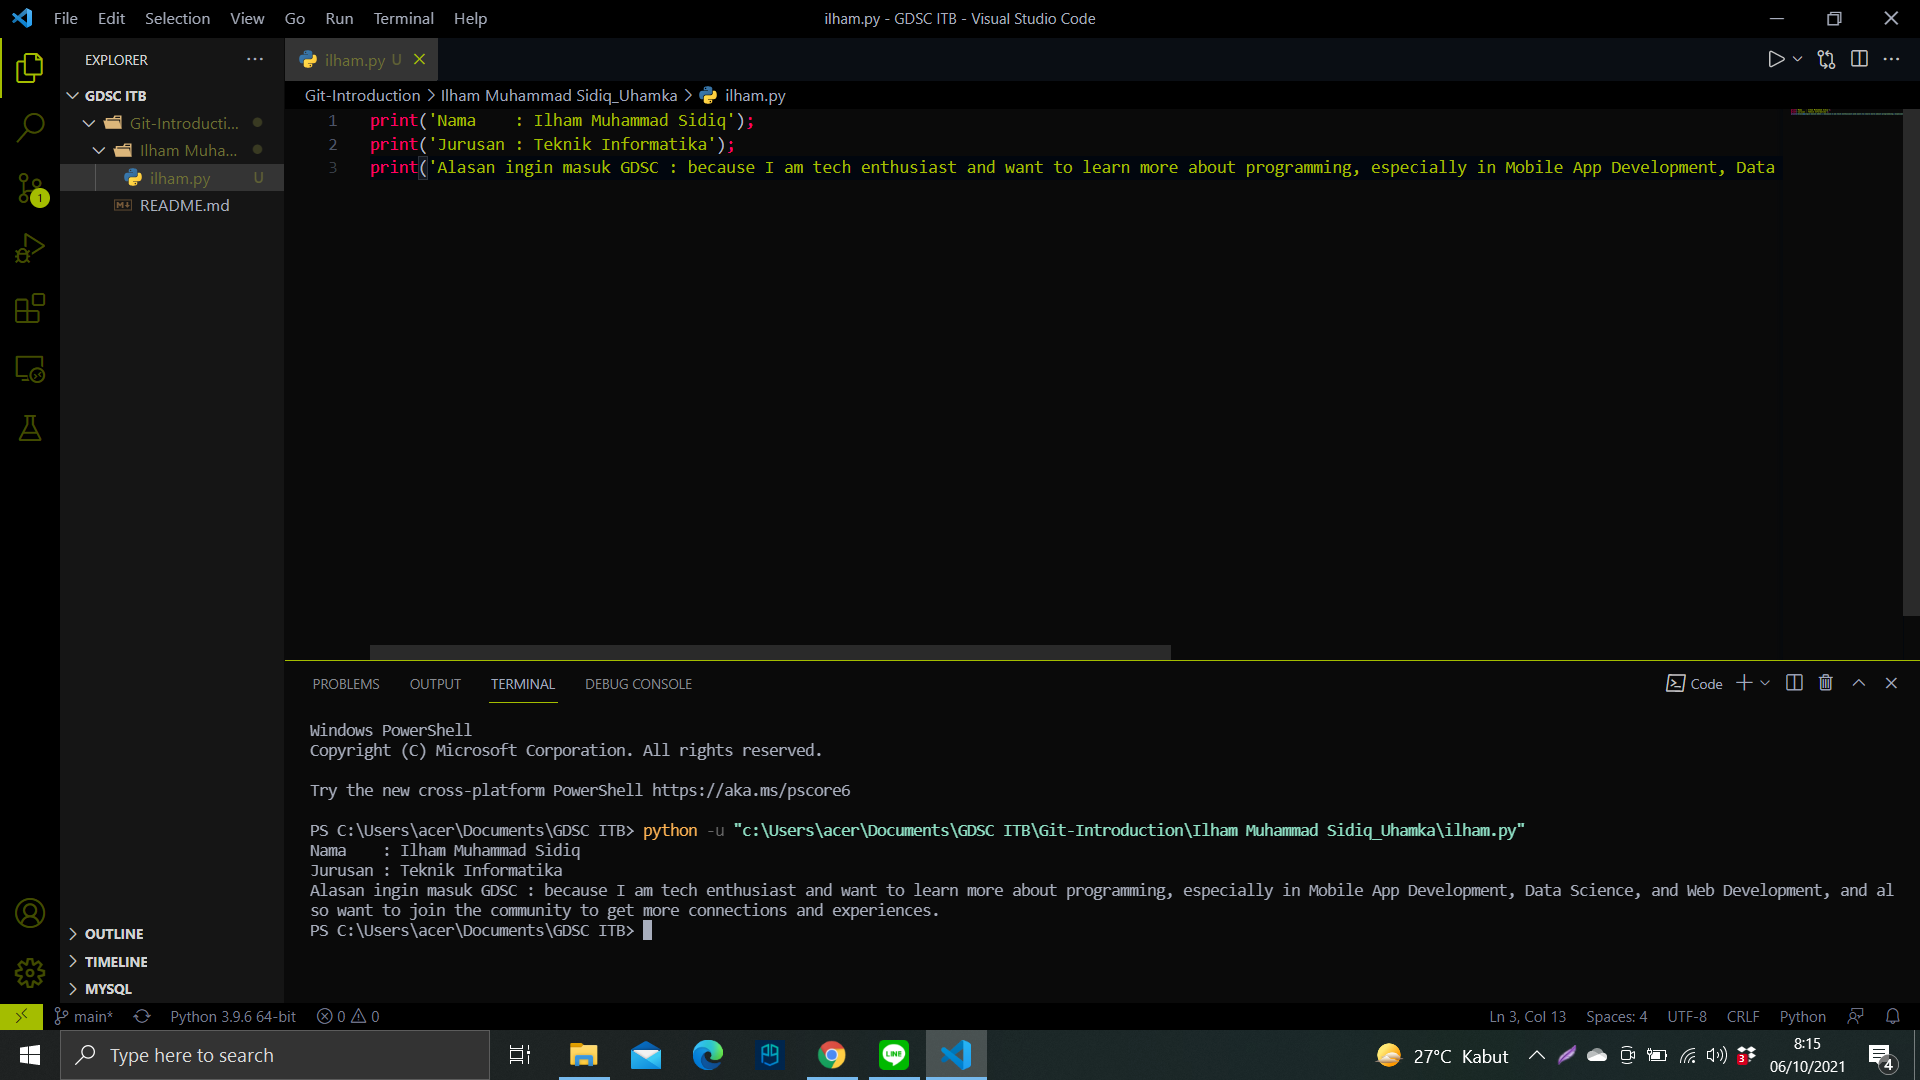 File Edit Selection View Go Run Terminal Help ilham.py - GDSC ITB - Visual Studio Code
EXPLORER
ilham.py U
GDSC ITB
Git-Introduction > Ilham Muhammad Sidiq_Uhamka > ilham.py
Git-Introducti...
Ilham Muha...
ilham.py U
README.md
1
1 print('Nama    : Ilham Muhammad Sidiq');
2 print('Jurusan : Teknik Informatika');
3 print('Alasan ingin masuk GDSC : because I am tech enthusiast and want to learn more about programming, especially in Mobile App Development, Data
PROBLEMS OUTPUT TERMINAL DEBUG CONSOLE Code
Windows PowerShell
Copyright (C) Microsoft Corporation. All rights reserved.
Try the new cross-platform PowerShell https://aka.ms/pscore6
PS C:\Users\acer\Documents\GDSC ITB> python -u "c:\Users\acer\Documents\GDSC ITB\Git-Introduction\Ilham Muhammad Sidiq_Uhamka\ilham.py"
Nama    : Ilham Muhammad Sidiq
Jurusan : Teknik Informatika
Alasan ingin masuk GDSC : because I am tech enthusiast and want to learn more about programming, especially in Mobile App Development, Data Science, and Web Development, and al
so want to join the community to get more connections and experiences.
PS C:\Users\acer\Documents\GDSC ITB>
OUTLINE
TIMELINE
MYSQL
main* Python 3.9.6 64-bit 0 0 Ln 3, Col 13 Spaces: 4 UTF-8 CRLF Python
Type here to search LINE 27°C Kabut 3 8:15
06/10/2021 4